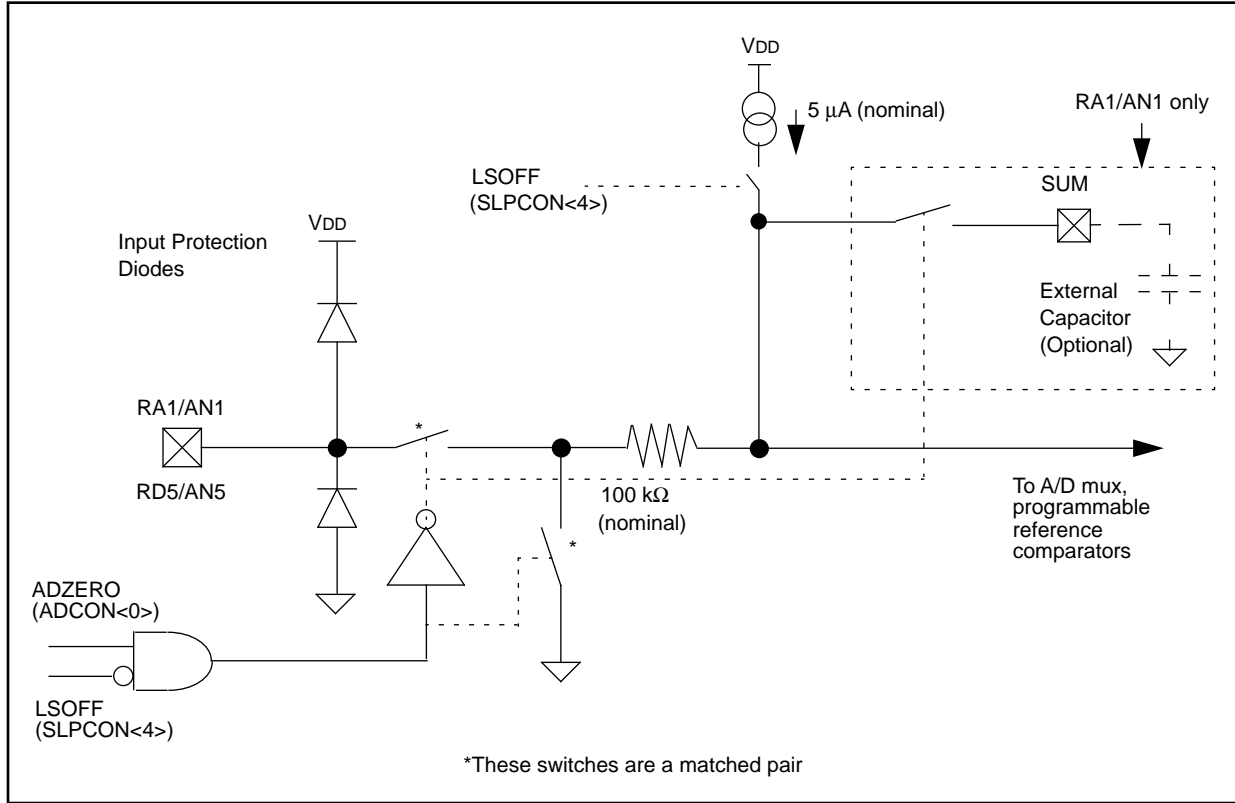 VDD
5 µA (nominal)
RA1/AN1 only
LSOFF
(SLPCON<4>)
SUM
VDD
Input Protection
Diodes
External
Capacitor
(Optional)
RA1/AN1
*
RD5/AN5
100 kΩ
(nominal)
To A/D mux,
programmable
reference
comparators
*
ADZERO
(ADCON<0>)
LSOFF
(SLPCON<4>)
*These switches are a matched pair